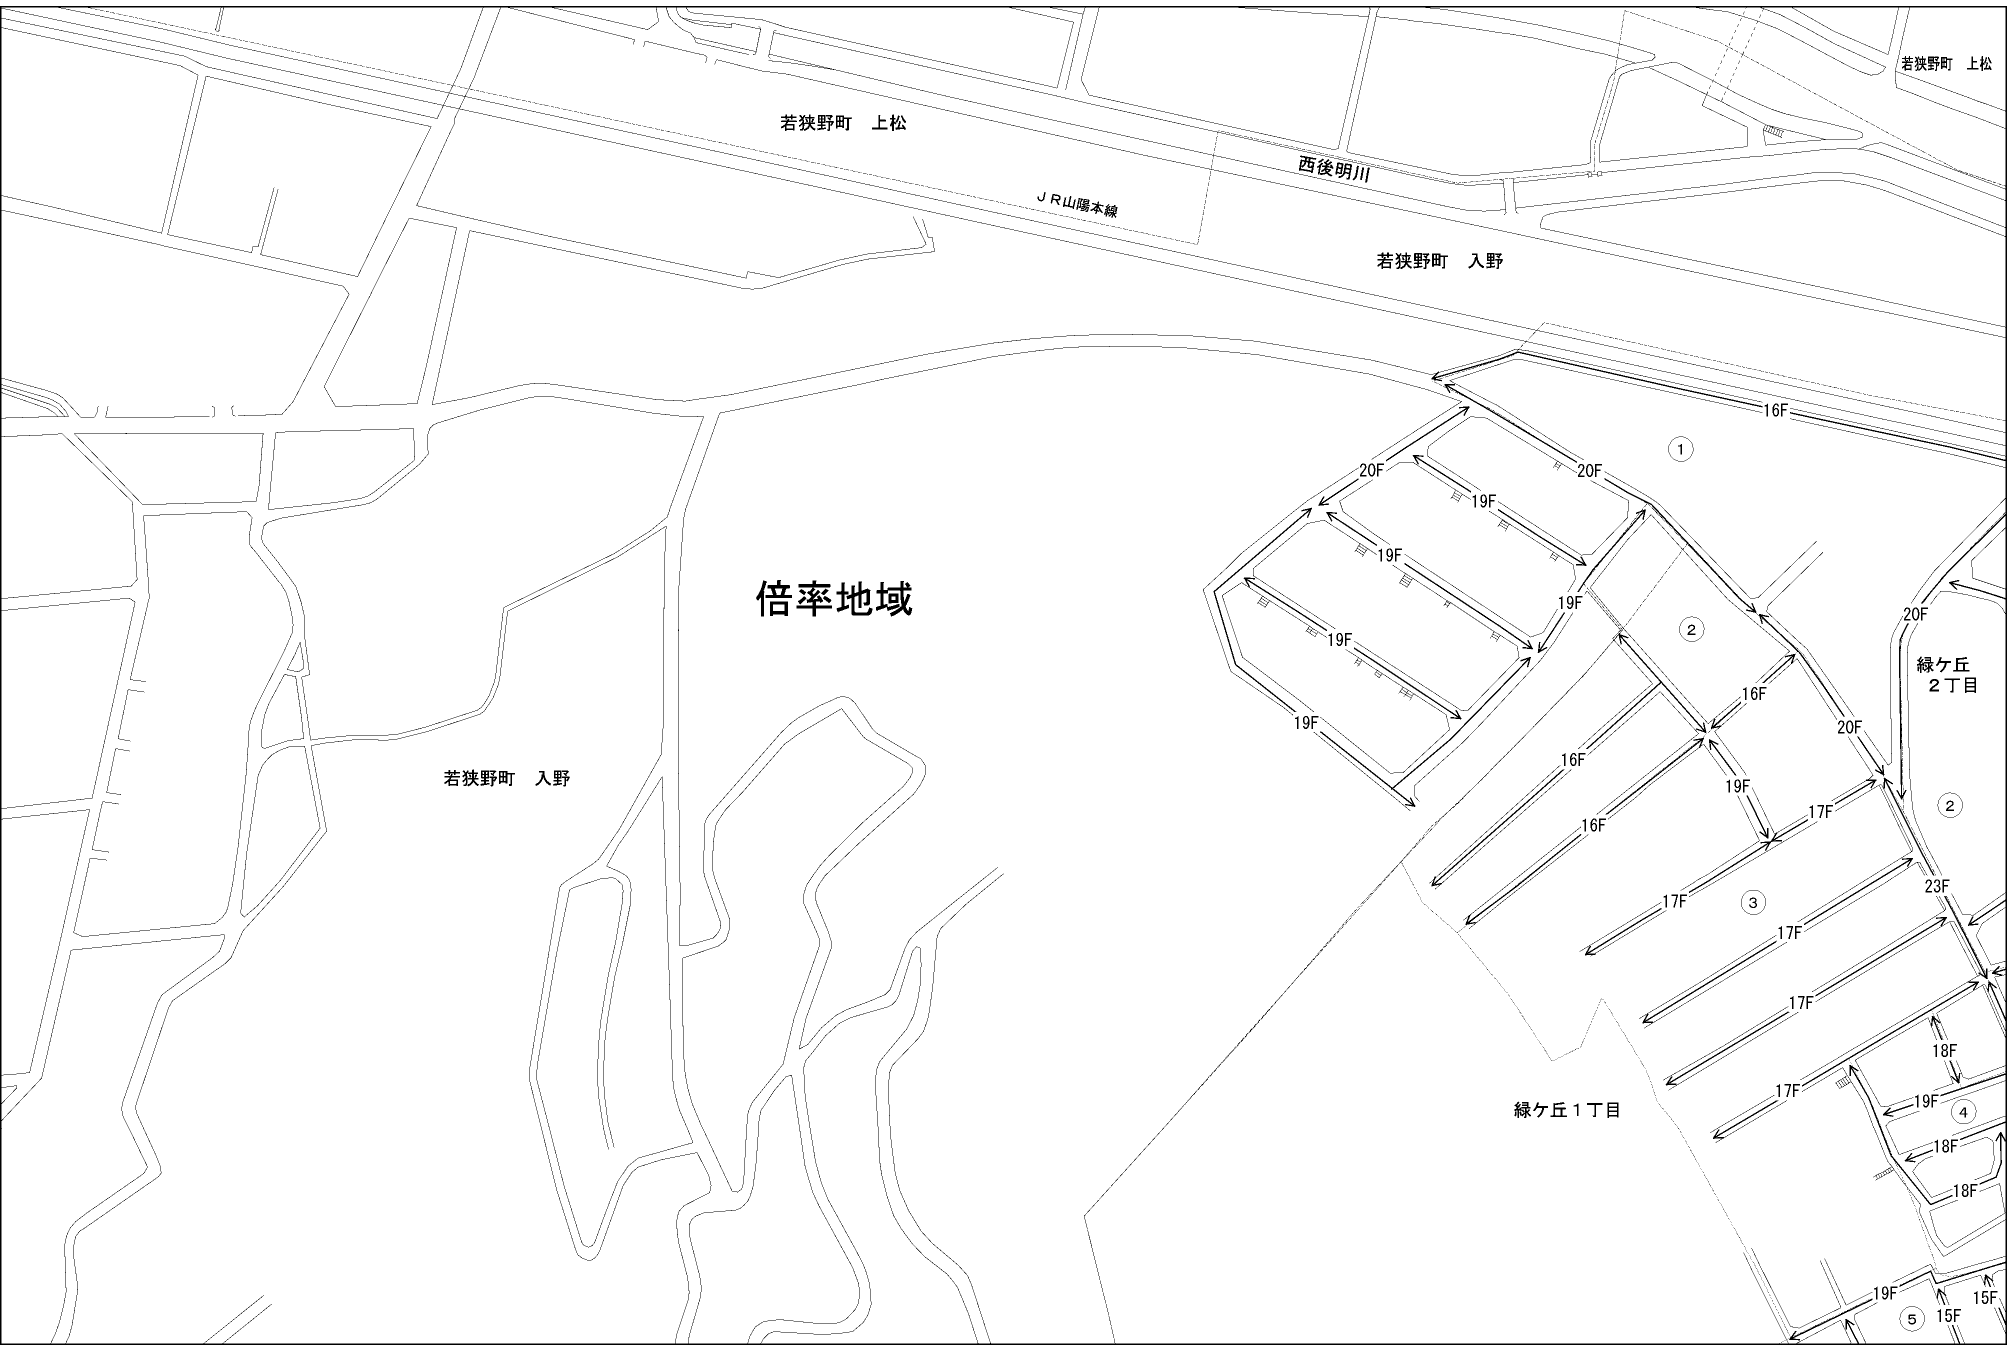 若狭野町　上松
若狭野町　上松
西後明川
ＪＲ山陽本線
若狭野町　入野
16F
①
20F
20F
19F
19F
倍率地域
19F
②
20F
19F
緑ケ丘
２丁目
16F
19F
20F
16F
若狭野町　入野
19F
②
17F
16F
23F
17F
③
17F
17F
18F
17F
19F
緑ケ丘１丁目
④
18F
18F
19F
15F
15F
⑤